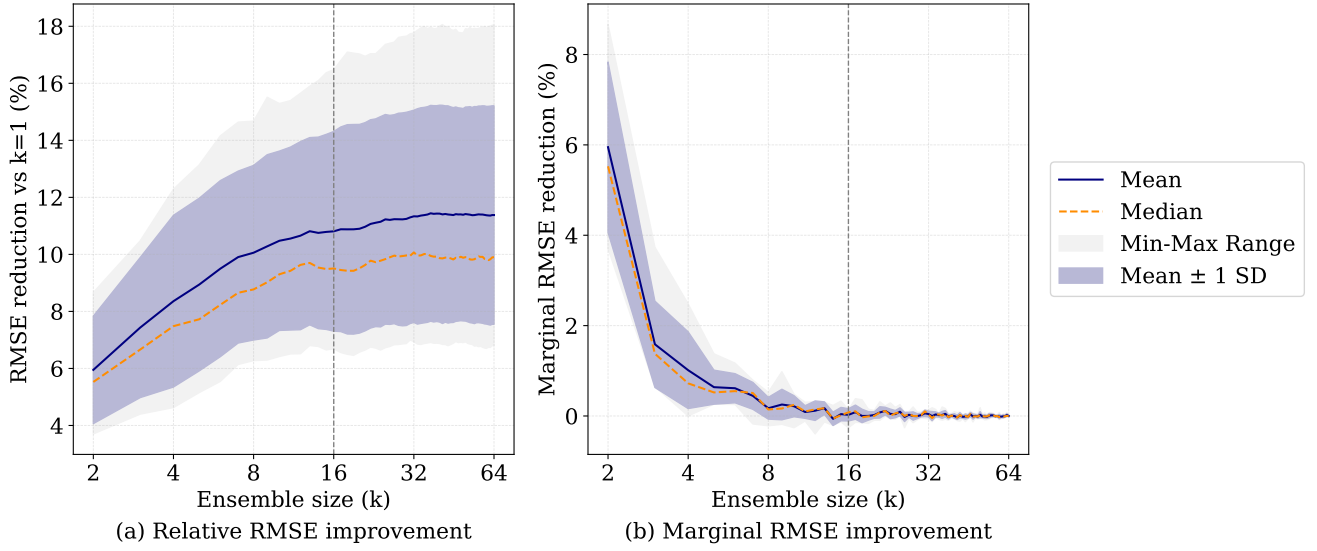 RMSE reduction vs k=1 (%)
18
16
14
12
10
8
6
4
2
4
8
16
32
64
Ensemble size (k)
(a) Relative RMSE improvement
Marginal RMSE reduction (%)
8
6
4
2
0
2
4
8
16
32
64
Ensemble size (k)
(b) Marginal RMSE improvement
Mean
Median
Min-Max Range
Mean ± 1 SD